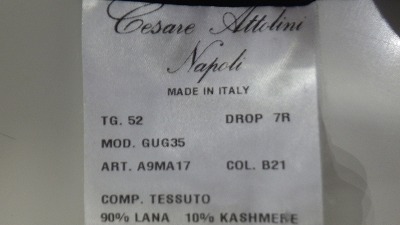 Cesare Attolini
Napoli
MADE IN ITALY
TG. 52 DROP 7R
MOD. GUG35
ART. A9MA17 COL. B21
COMP. TESSUTO
90% LANA 10% KASHMERE